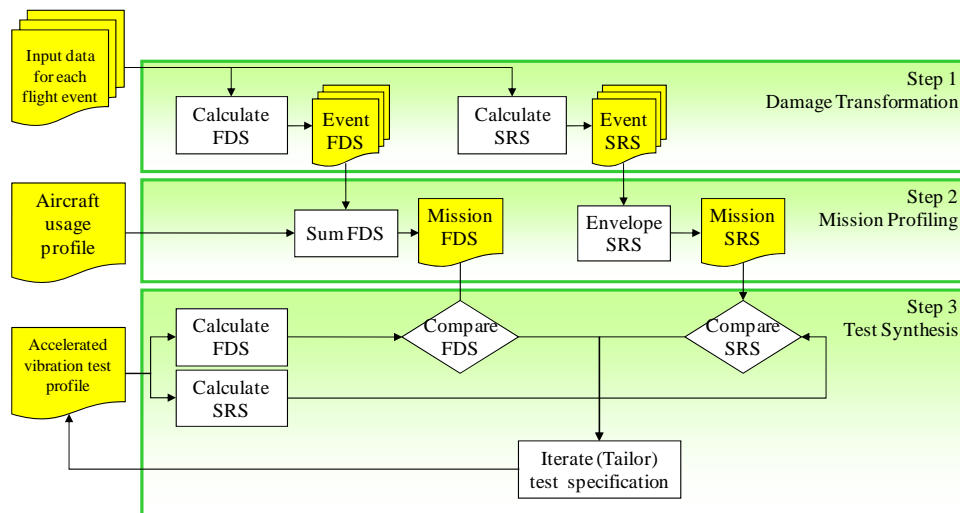 Input data
for each
flight event
Step 1
Damage Transformation
Calculate
FDS
Event
FDS
Calculate
SRS
Event
SRS
Aircraft
usage
profile
Step 2
Mission Profiling
Sum FDS
Mission
FDS
Envelope
SRS
Mission
SRS
Step 3
Test Synthesis
Accelerated
vibration test
profile
Calculate
FDS
Compare
FDS
Compare
SRS
Calculate
SRS
Iterate (Tailor)
test specification